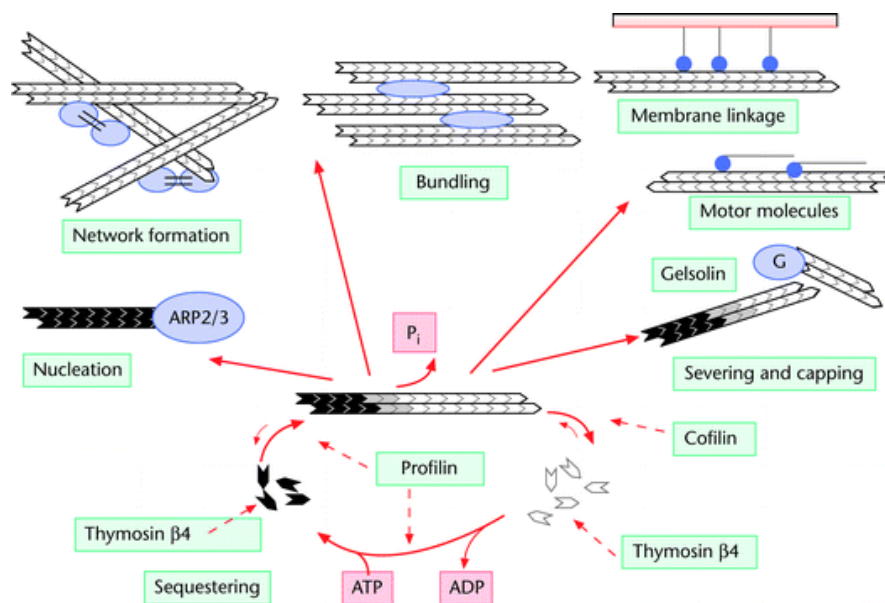 Membrane linkage
Bundling
Motor molecules
Network formation
G
Gelsolin
ARP2/3
Pi
Nucleation
Severing and capping
Cofilin
Profilin
Thymosin β4
Thymosin β4
Sequestering
ATP
ADP